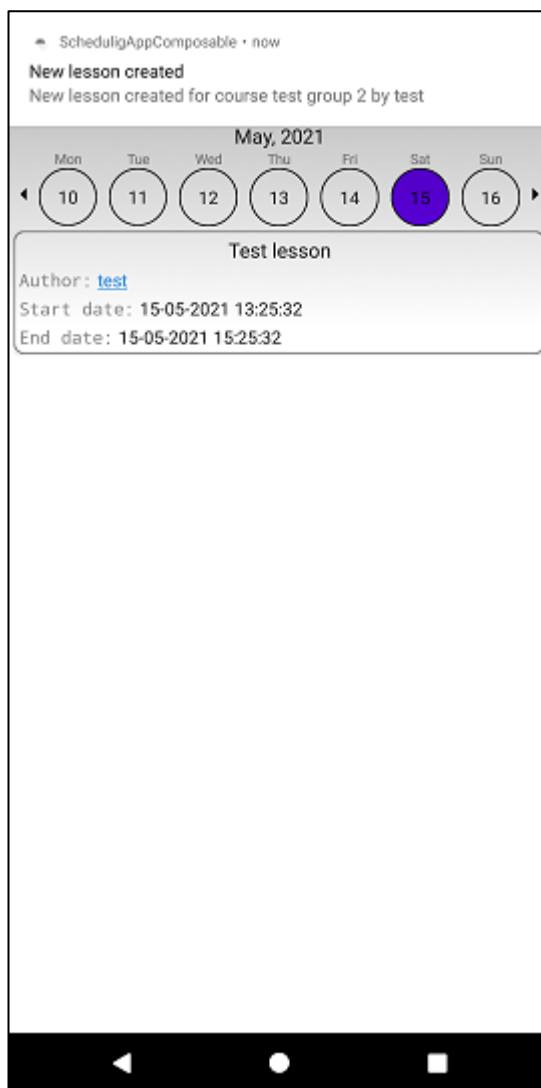 ScheduligAppComposable • now
New lesson created
New lesson created for course test group 2 by test
May, 2021
Mon Tue Wed Thu Fri Sat Sun
10 11 12 13 14 15 16
Test lesson
Author: test
Start date: 15-05-2021 13:25:32
End date: 15-05-2021 15:25:32